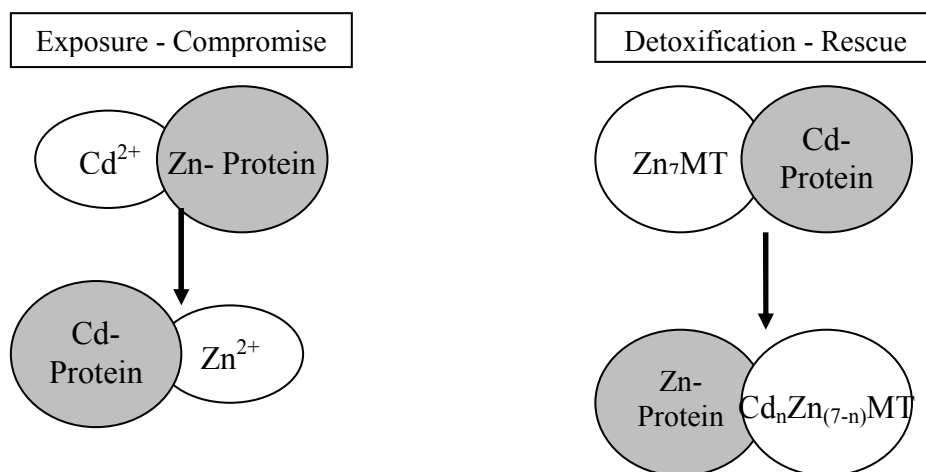 Exposure - Compromise
Cd²⁺
Zn- Protein
Cd-
Protein
Zn²⁺
Detoxification - Rescue
Zn₇MT
Cd-
Protein
Zn-
Protein
CdₙZn₍₇₋ₙ₎MT